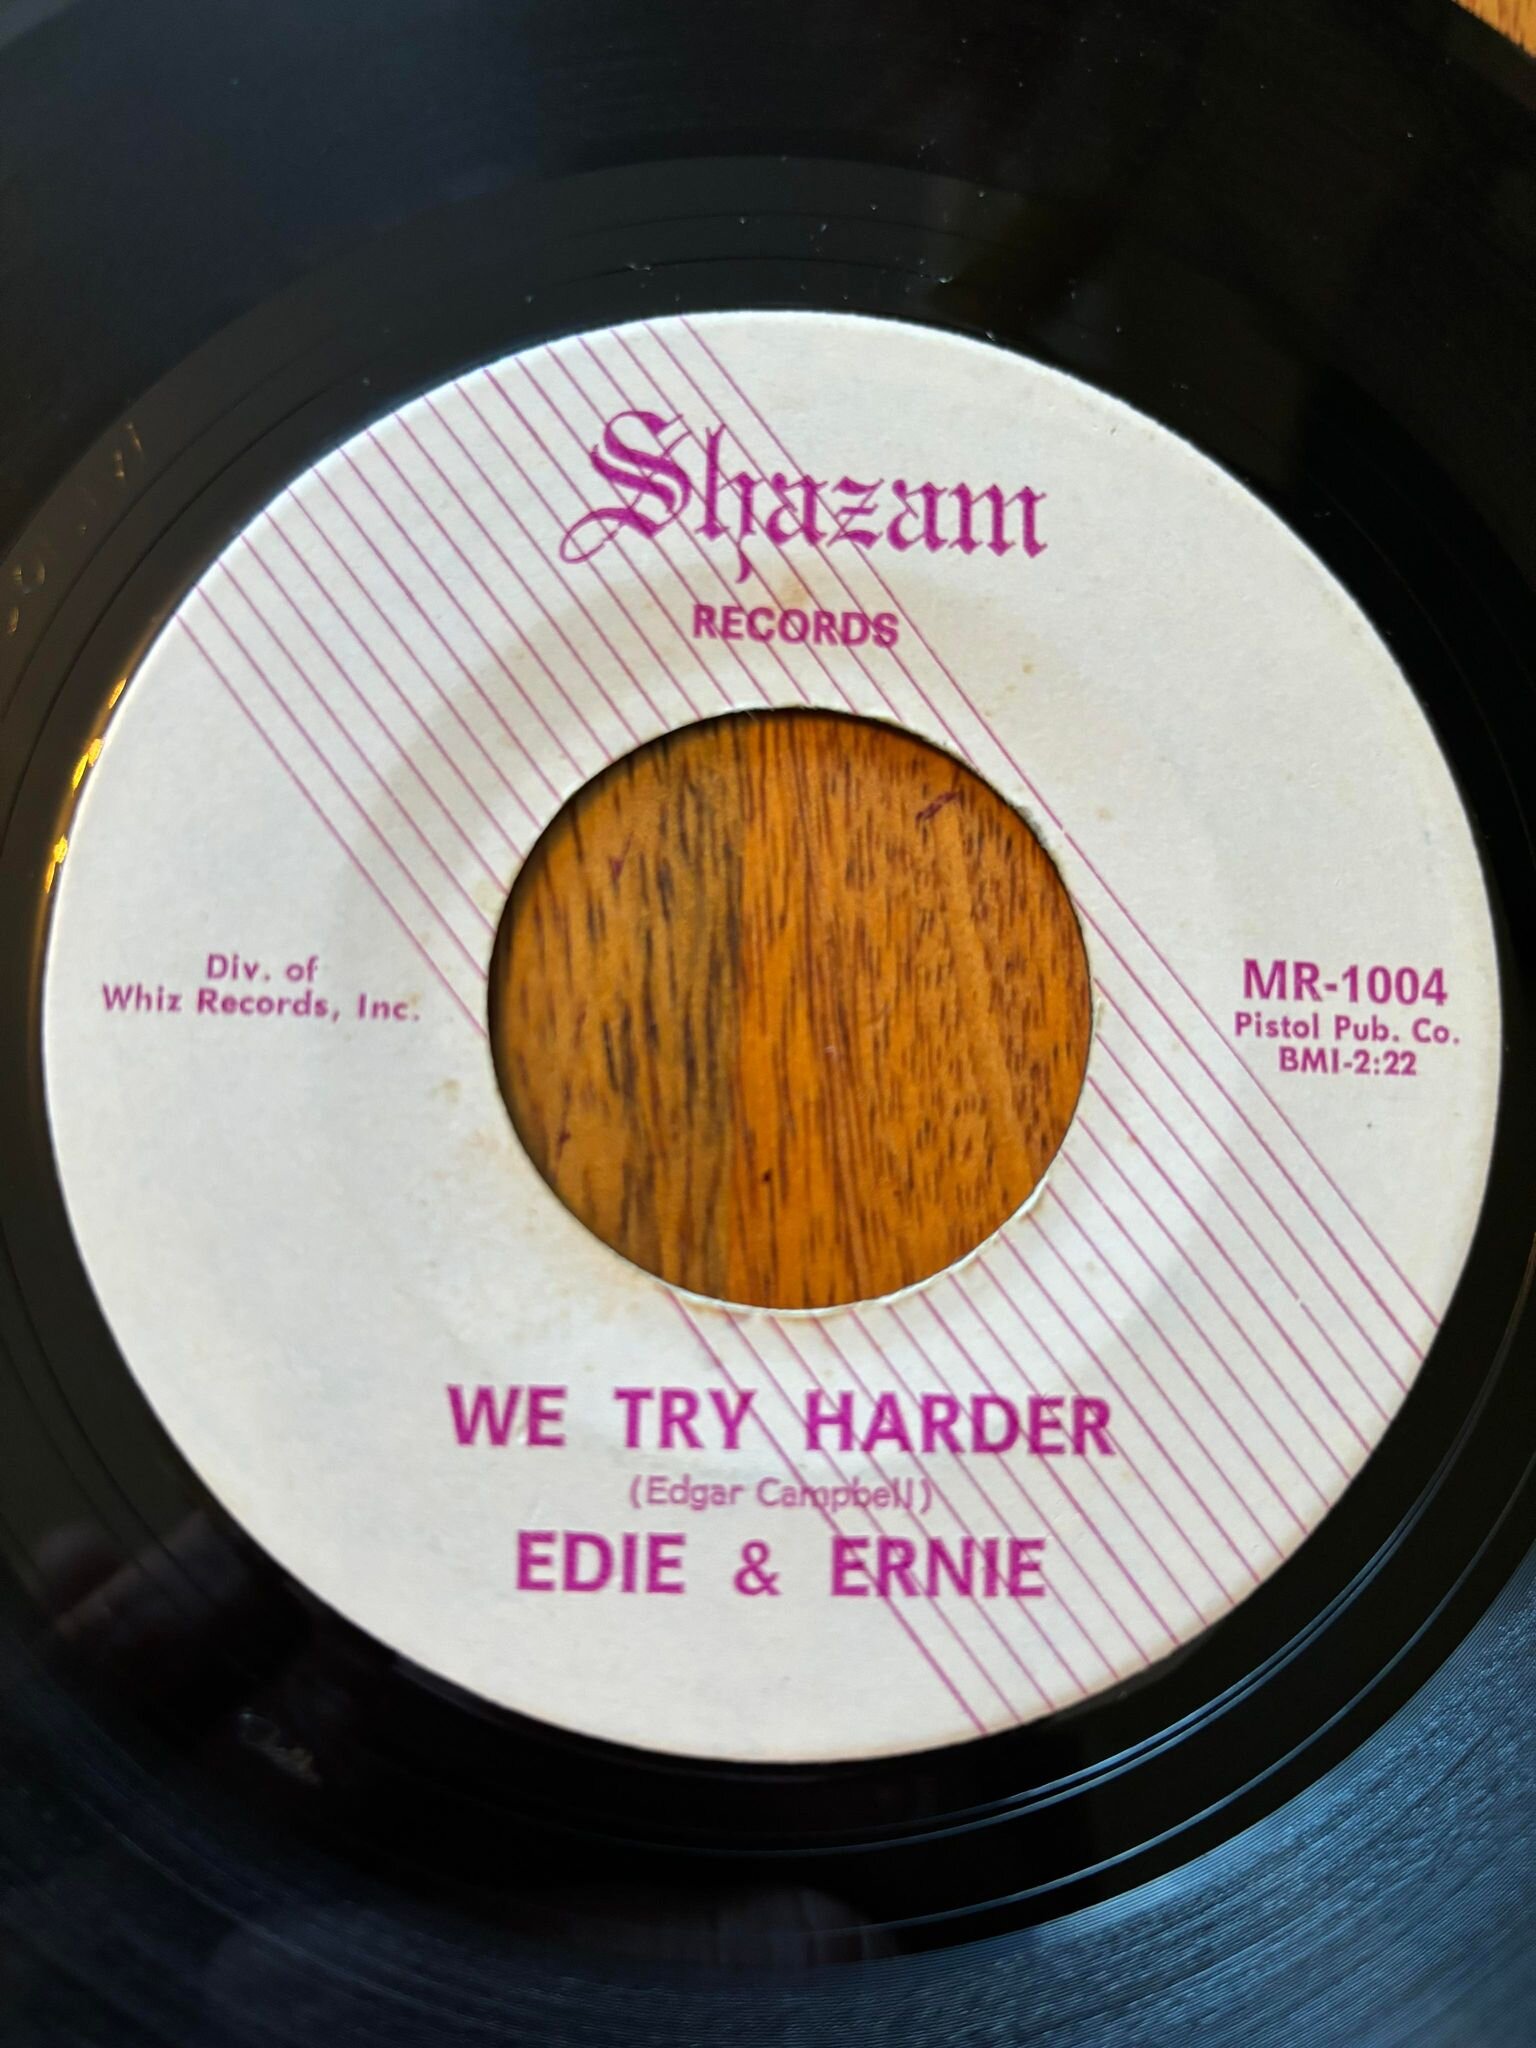 Shazam
RECORDS
Div. of
Whiz Records, Inc.
MR-1004
Pistol Pub. Co.
BMI-2:22
WE TRY HARDER
(Edgar Campbell)
EDIE & ERNIE